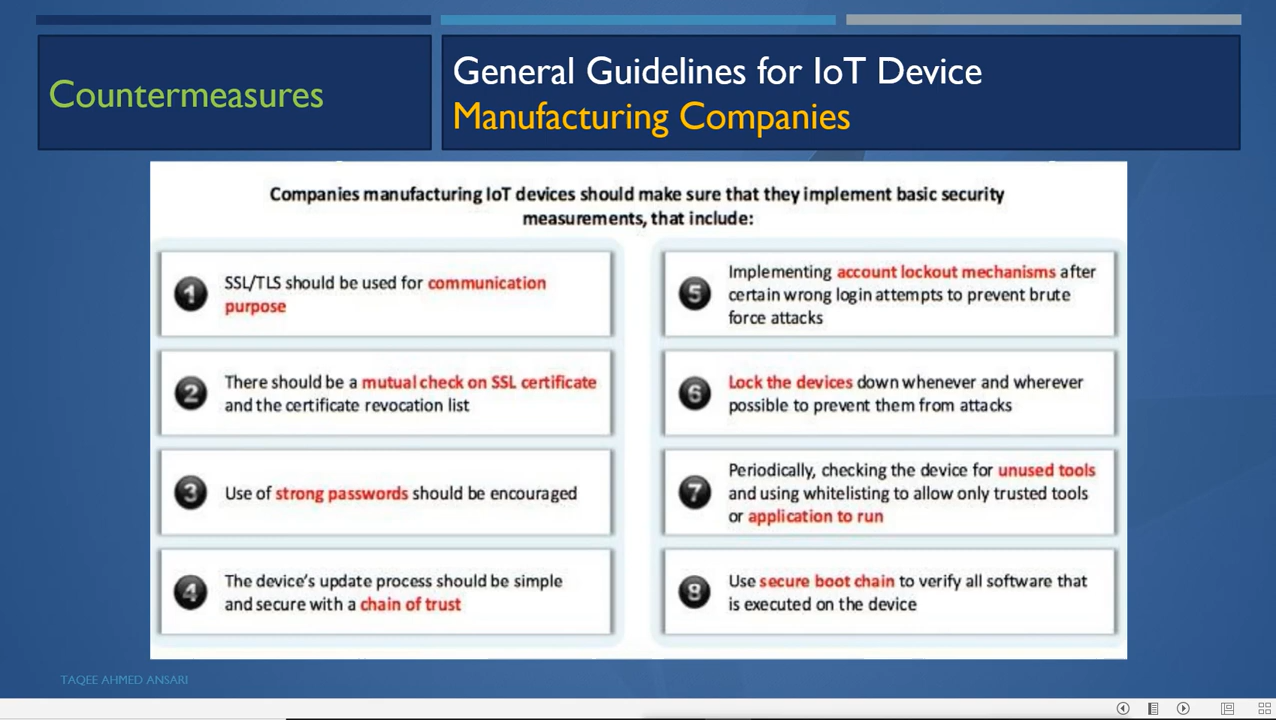 Countermeasures
General Guidelines for IoT Device
Manufacturing Companies
Companies manufacturing IoT devices should make sure that they implement basic security
measurements, that include:
1
SSL/TLS should be used for communication
purpose
2
There should be a mutual check on SSL certificate
and the certificate revocation list
3
Use of strong passwords should be encouraged
4
The device's update process should be simple
and secure with a chain of trust
5
Implementing account lockout mechanisms after
certain wrong login attempts to prevent brute
force attacks
6
Lock the devices down whenever and wherever
possible to prevent them from attacks
7
Periodically, checking the device for unused tools
and using whitelisting to allow only trusted tools
or application to run
8
Use secure boot chain to verify all software that
is executed on the device
TAQEE AHMED ANSARI